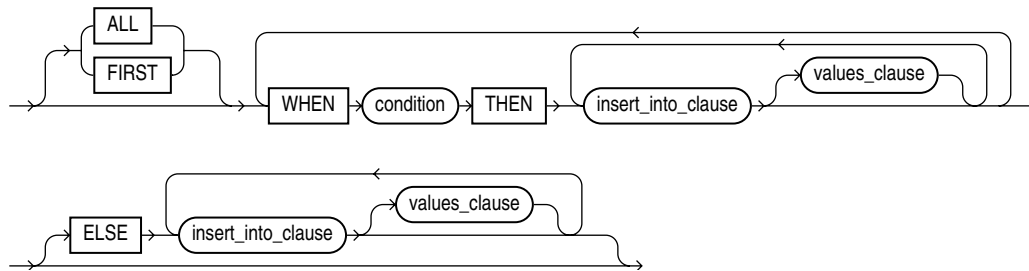 ALL
FIRST
WHEN condition THEN insert_into_clause values_clause
ELSE insert_into_clause values_clause